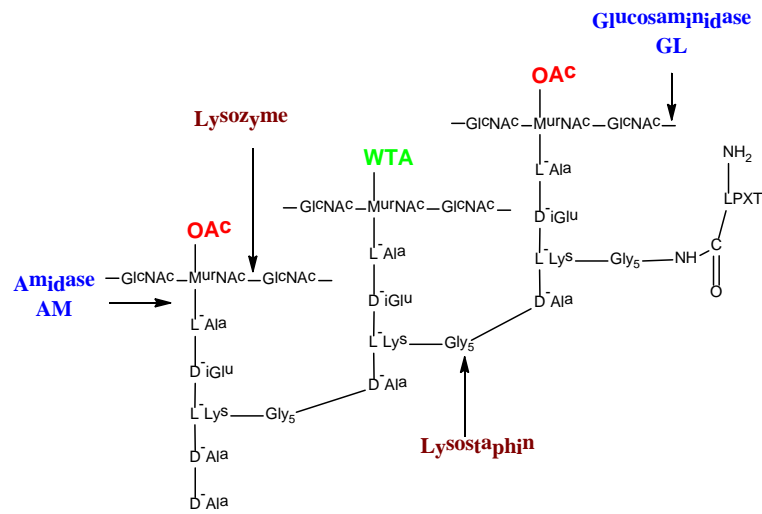 Glucosaminidase
GL
OAc
Lysozyme
—GlcNAc—MurNAc—GlcNAc—
NH2
WTA
L-Ala
LPXT
—GlcNAc—MurNAc—GlcNAc—
D-iGlu
OAc
L-Ala
L-Lys—Gly5—NH
C
Amidase
AM
—GlcNAc—MurNAc—GlcNAc—
D-iGlu
D-Ala
O
L-Ala
L-Lys—Gly5
D-iGlu
D-Ala
L-Lys—Gly5
Lysostaphin
D-Ala
D-Ala